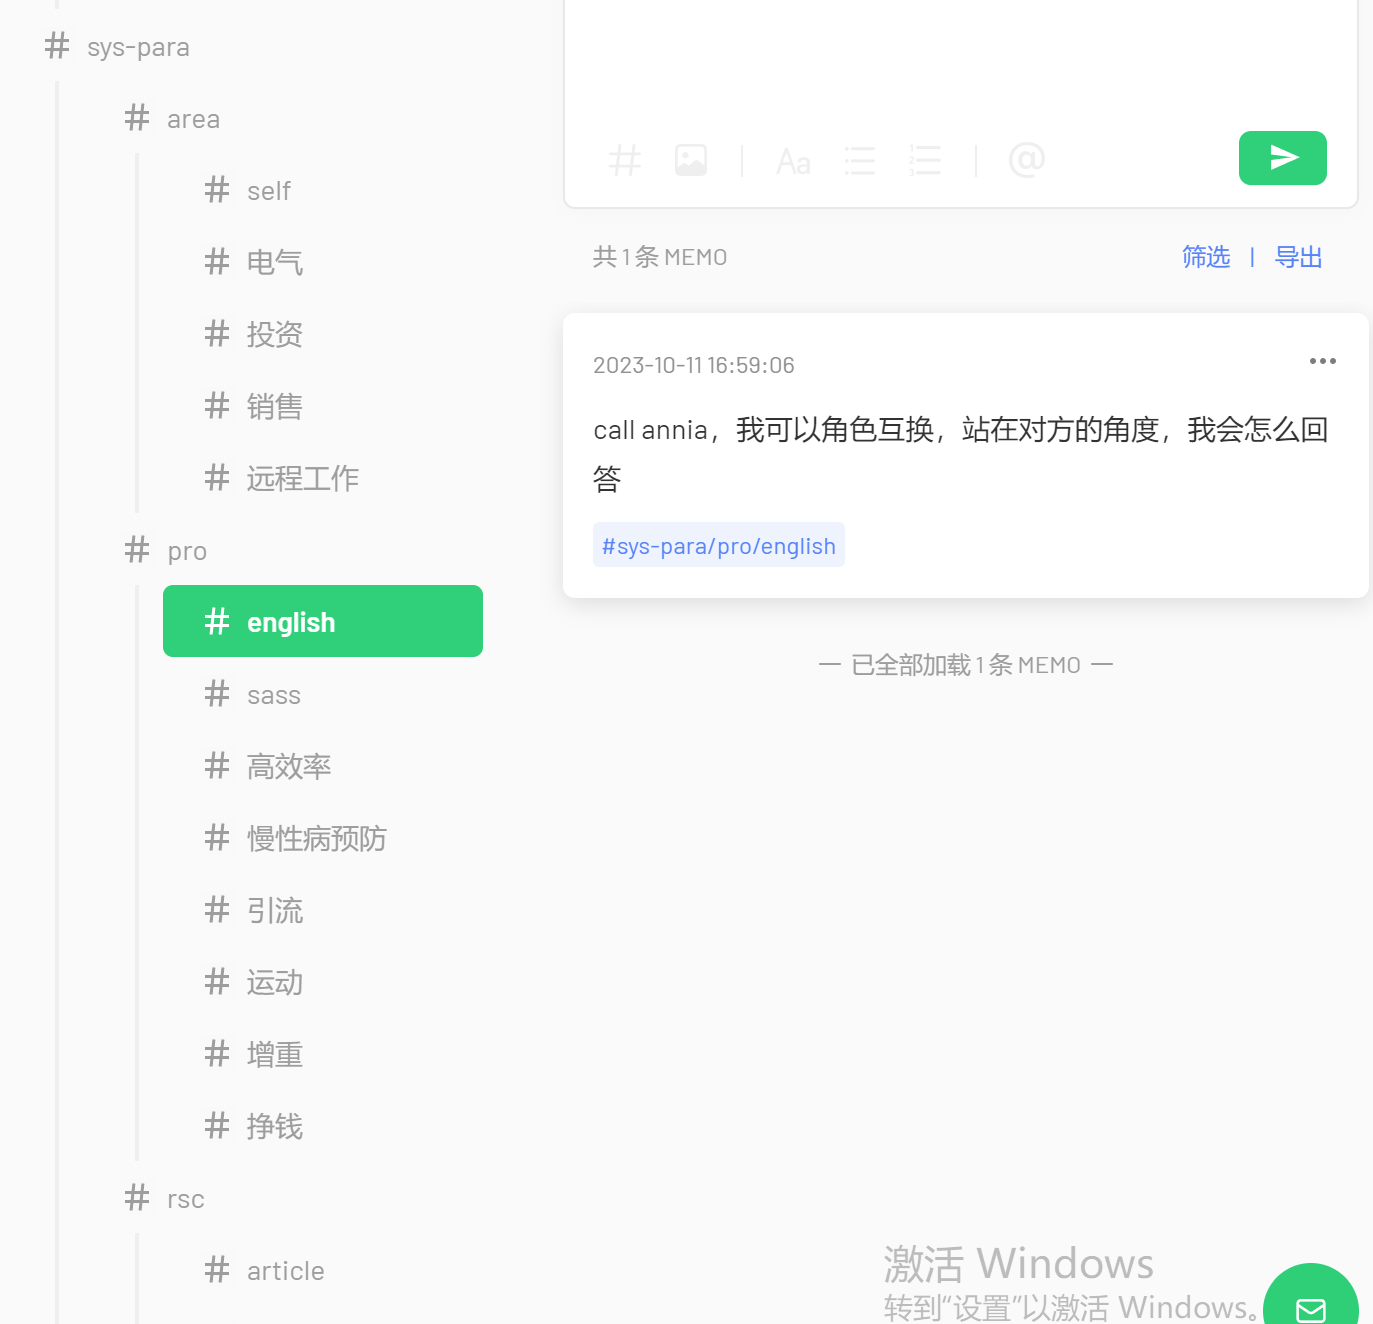 # sys-para
# area
# self
# 电气
# 投资
# 销售
# 远程工作
# pro
# english
# sass
# 高效率
# 慢性病预防
# 引流
# 运动
# 增重
# 挣钱
# rsc
# article
Aa
@
共 1 条 MEMO
筛选 | 导出
2023-10-11 16:59:06
call annia，我可以角色互换，站在对方的角度，我会怎么回
答
#sys-para/pro/english
— 已全部加载 1 条 MEMO —
激活 Windows
转到“设置”以激活 Windows。